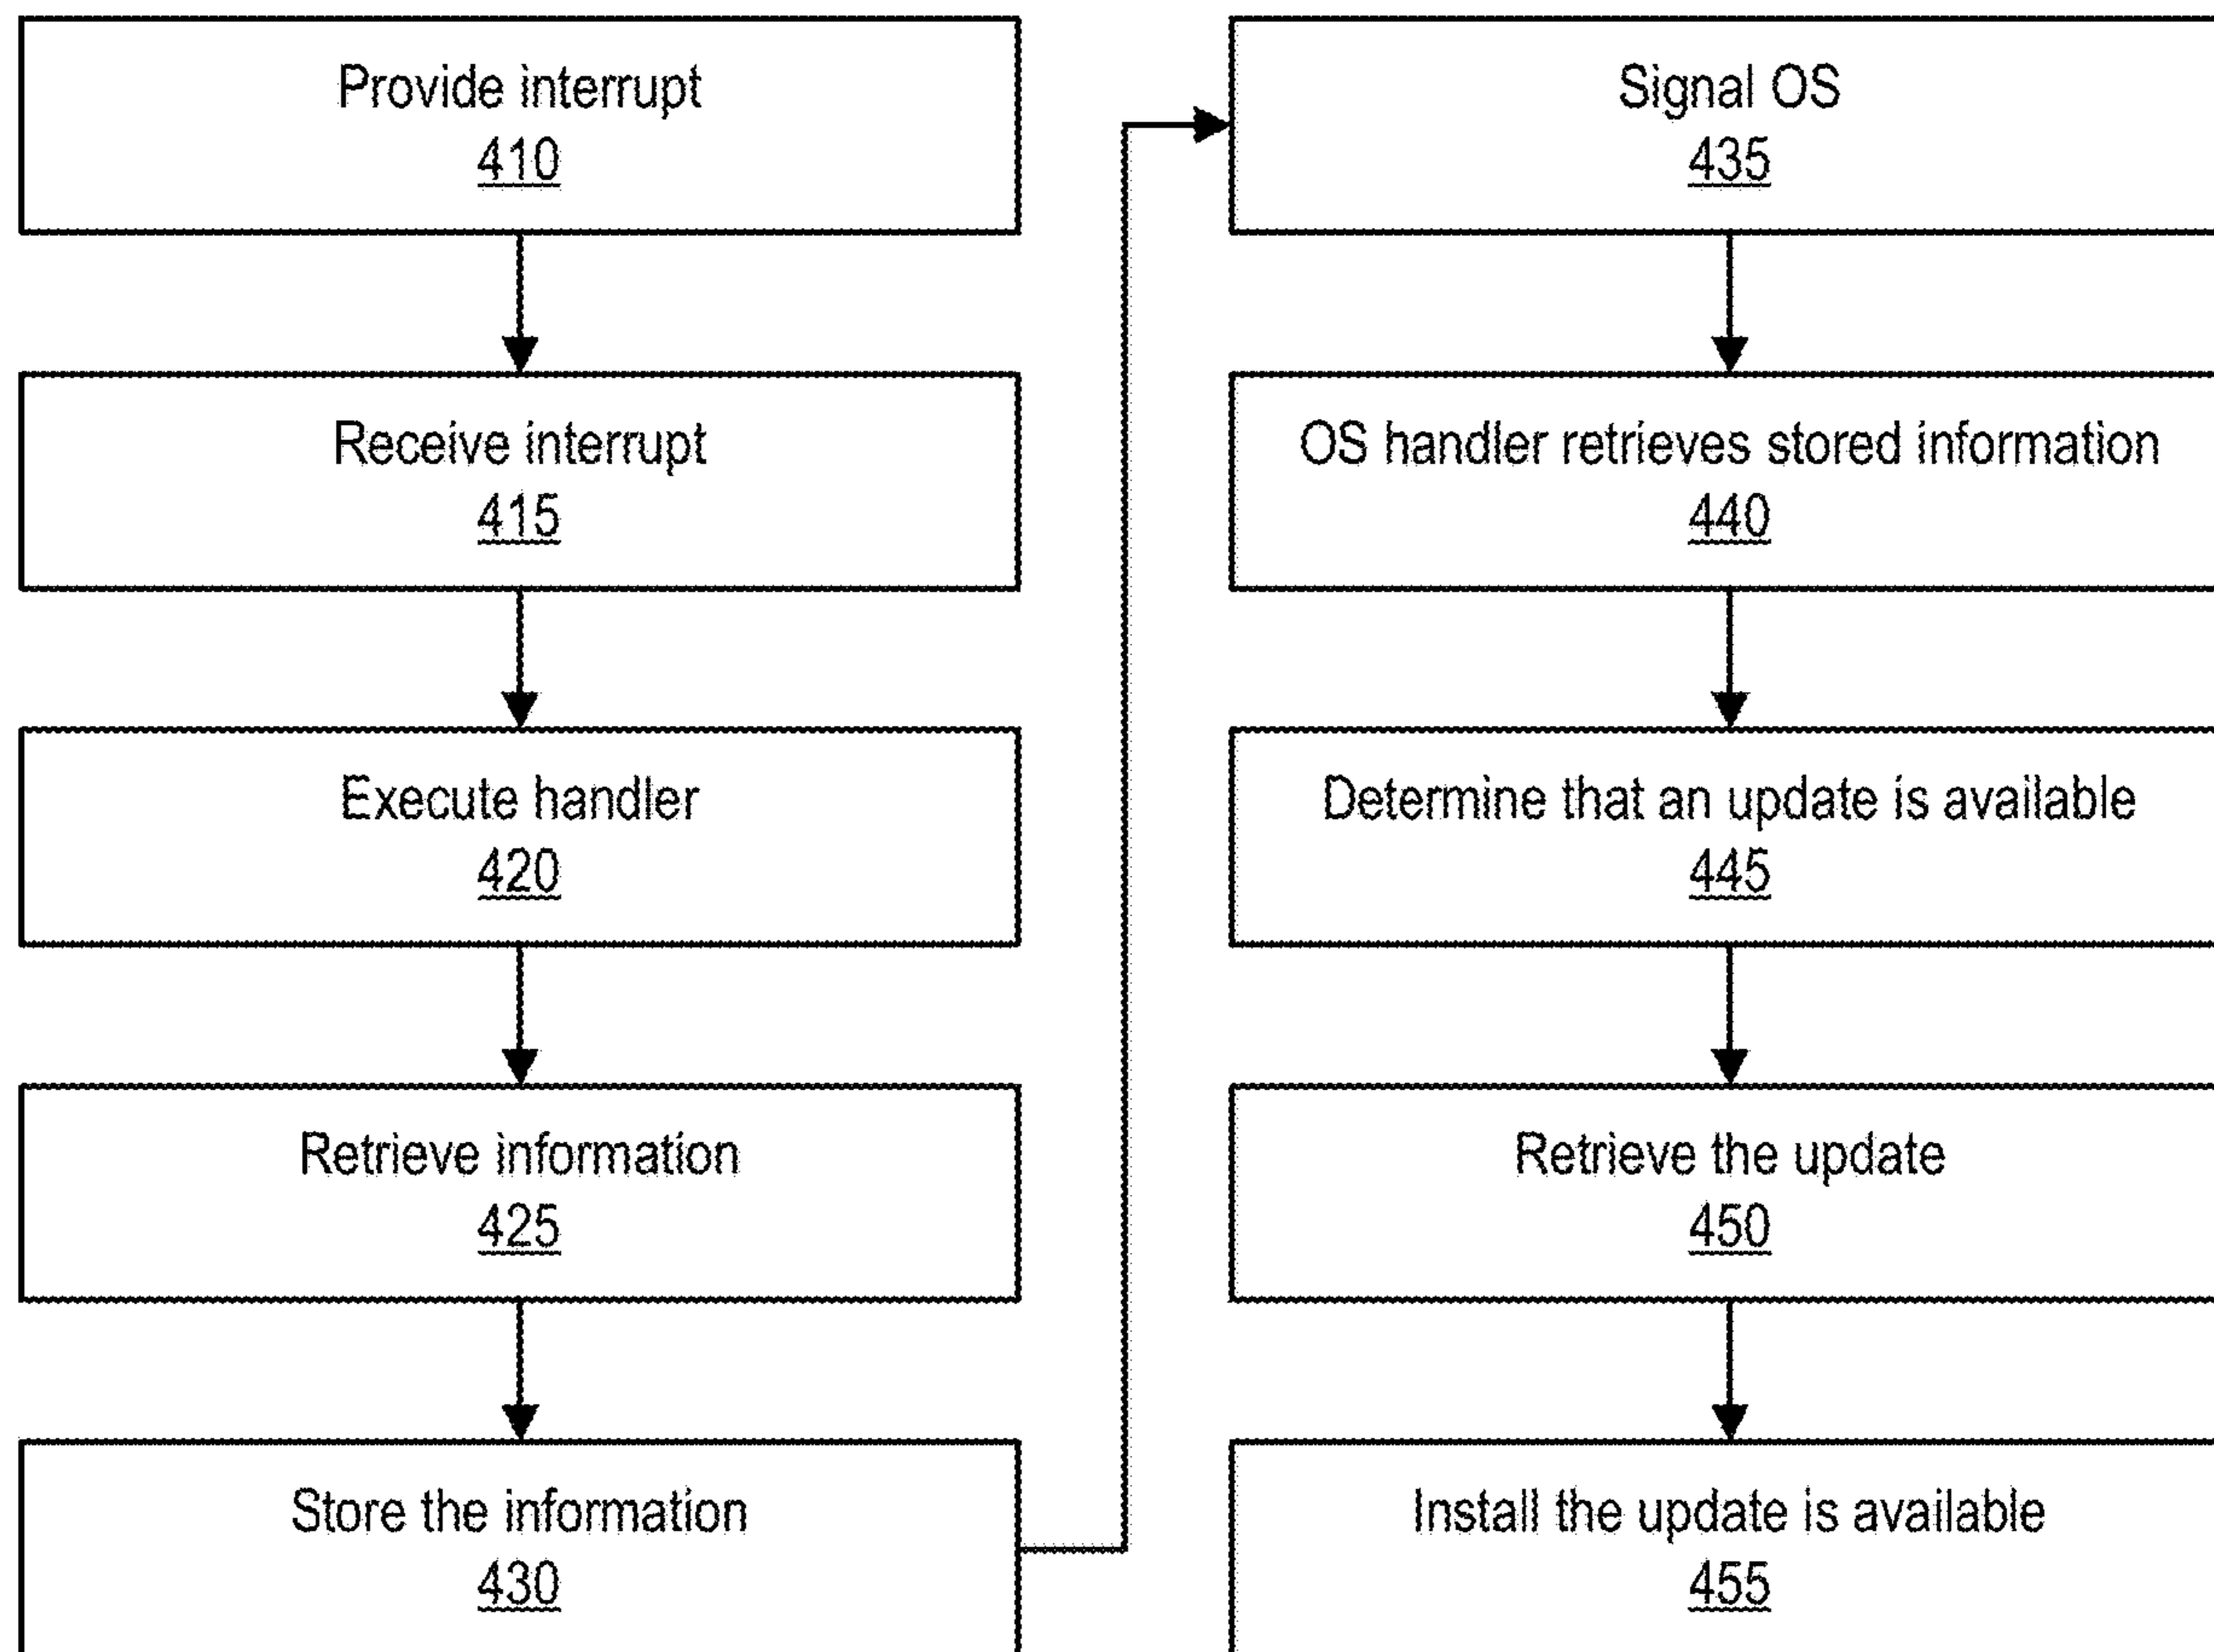 Provide interrupt
410
Receive interrupt
415
Execute handler
420
Retrieve information
425
Store the information
430
Signal OS
435
OS handler retrieves stored information
440
Determine that an update is available
445
Retrieve the update
450
Install the update is available
455